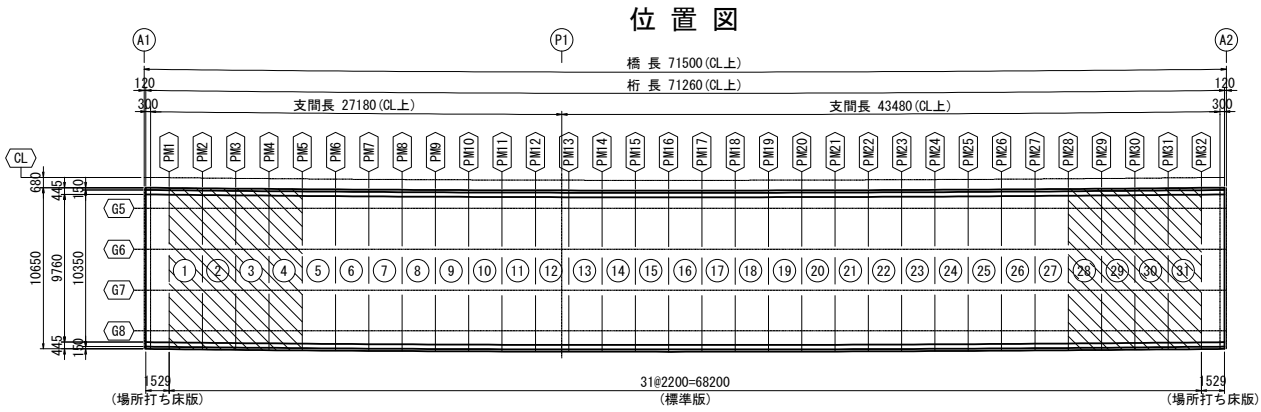 位置図
A1 P1 A2
橋 長 71500(CL上)
120 桁 長 71260(CL上) 120
300 支間長 27180(CL上) 支間長 43480(CL上) 300
PM1 PM2 PM3 PM4 PM5 PM6 PM7 PM8 PM9 PM10 PM11 PM12 PM13 PM14 PM15 PM16 PM17 PM18 PM19 PM20 PM21 PM22 PM23 PM24 PM25 PM26 PM27 PM28 PM29 PM30 PM31 PM32
CL
680 445 150
G5
G6
10650 9760 10350
1 2 3 4 5 6 7 8 9 10 11 12 13 14 15 16 17 18 19 20 21 22 23 24 25 26 27 28 29 30 31
G7
G8
445 150
1529 31@2200=68200 1529
(場所打ち床版) (標準版) (場所打ち床版)